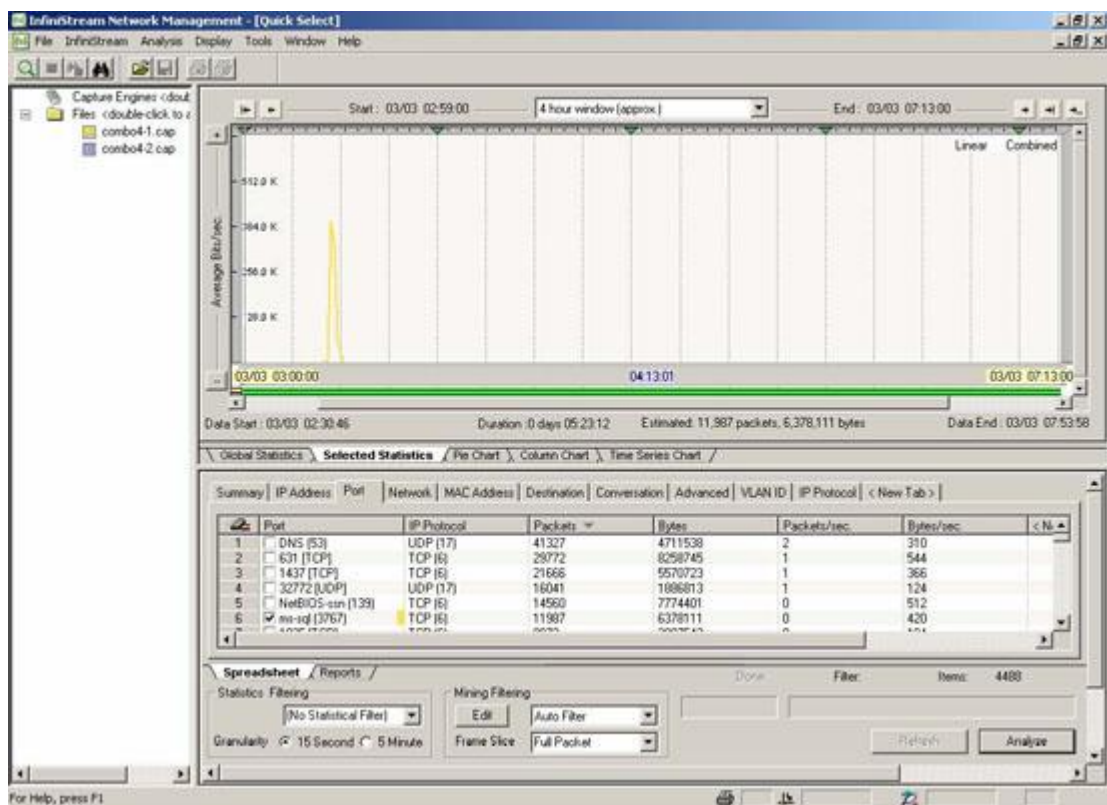 InfiniStream Network Management - [Quick Select]
File InfiniStream Analysis Display Tools Window Help
Capture Engines <doubl
Files <double-click to a
combo4-1.cap
combo4-2.cap
Start: 03/03 02:59:00
4 hour window (approx.)
End: 03/03 07:13:00
Linear Combined
Average Bits/sec.
512.0 K
384.0 K
256.0 K
28.0 K
03/03 03:00:00
04:13:01
03/03 07:13:00
Data Start: 03/03 02:30:46
Duration :0 days 05:23:12
Estimated: 11,987 packets, 6,378,111 bytes
Data End: 03/03 07:53:58
Global Statistics Selected Statistics Pie Chart Column Chart Time Series Chart
Summary IP Address Port Network MAC Address Destination Conversation Advanced VLAN ID IP Protocol < New Tab >
Port IP Protocol Packets Bytes Packets/sec. Bytes/sec.
1 DNS (53) UDP (17) 41327 4711538 2 310
2 631 (TCP) TCP (6) 29772 8258745 1 544
3 1437 (TCP) TCP (6) 21666 5570723 1 366
4 32772 (UDP) UDP (17) 16041 1886813 1 124
5 NetBIOS-ssn (139) TCP (6) 14560 7774401 0 512
6 ms-sql (3767) TCP (6) 11987 6378111 0 420
Spreadsheet Reports
Done Filter: Items: 4488
Statistics Filtering
(No Statistical Filter)
Granularity 15 Second 5 Minute
Mining Filtering
Edit Auto Filter
Frame Slice Full Packet
Refresh Analyze
For Help, press F1